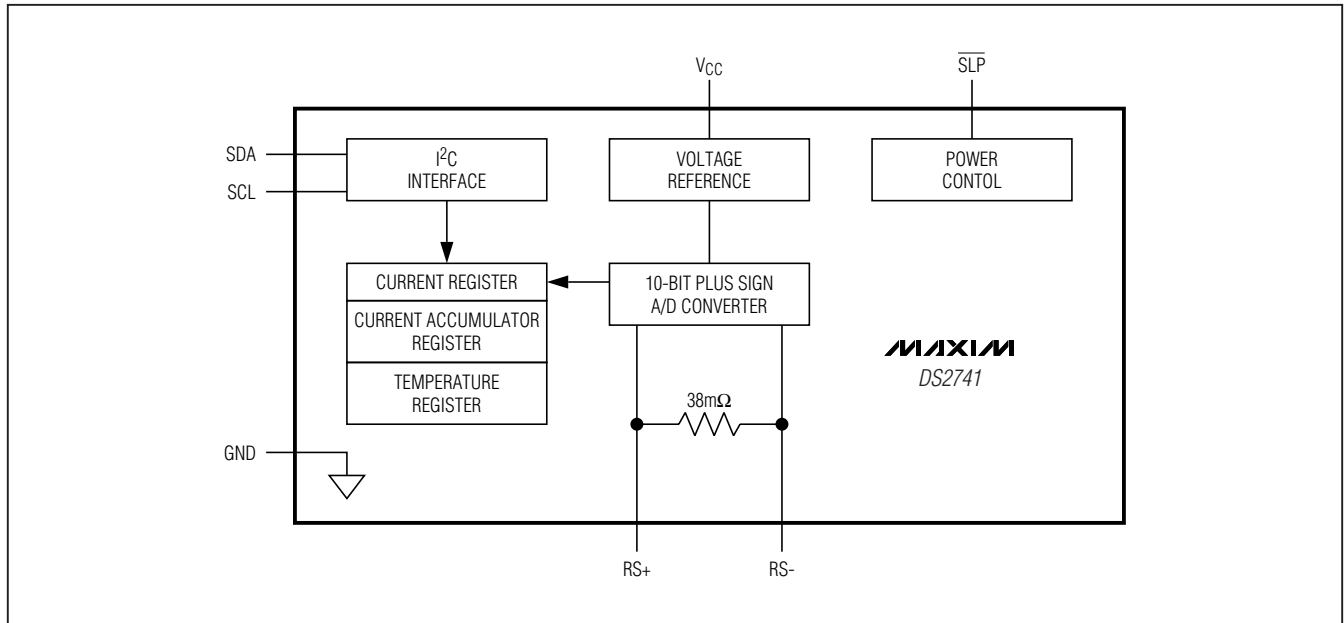 VCC
SLP
SDA
SCL
I2C
INTERFACE
VOLTAGE
REFERENCE
POWER
CONTOL
CURRENT REGISTER
CURRENT ACCUMULATOR
REGISTER
TEMPERATURE
REGISTER
10-BIT PLUS SIGN
A/D CONVERTER
MAXIM
DS2741
38mΩ
GND
RS+
RS-